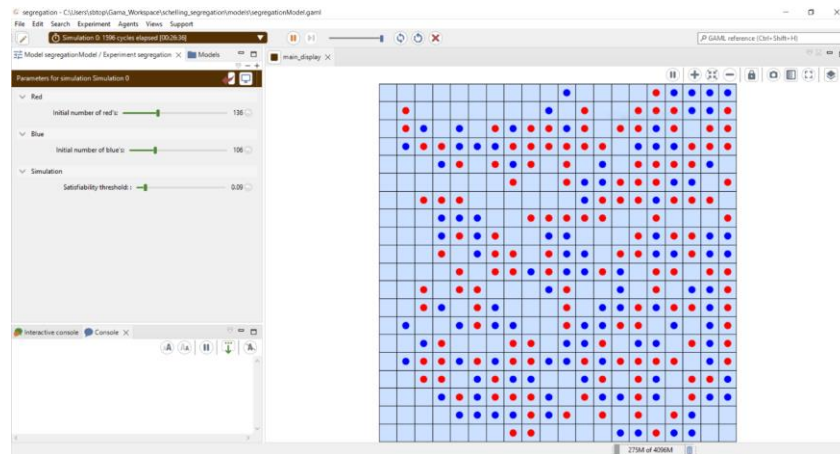 segregation - C:\Users\sbtop\Gama_Workspace\schelling_segregation\models\segregationModel.gaml
File Edit Search Experiment Agents Views Support
Simulation 0: 1596 cycles elapsed [00:26:36]
GAML reference (Ctrl+Shift+H)
Model segregationModel / Experiment segregation
Models
main_display
Parameters for simulation Simulation 0
Red
Initial number of red's:
Blue
Initial number of blue's:
Simulation
Satisfiability threshold: :
0.09
Interactive console
Console
275M of 4096M